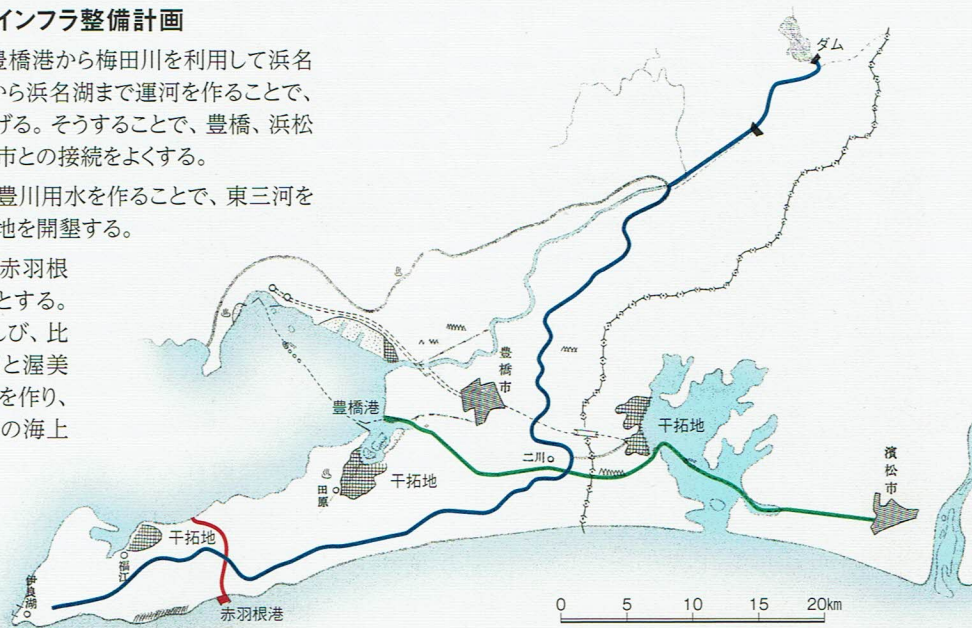 インフラ整備計画
豊橋港から梅田川を利用して浜名
から浜名湖まで運河を作ることで、
げる。そうすることで、豊橋、浜松
市との接続をよくする。
豊川用水を作ることで、東三河を
地を開墾する。
赤羽根
とする。
しび、比
と渥美
を作り、
の海上
ダム
豊橋市
豊橋港
干拓地
二川
濱松市
干拓地
田原
干拓地
福江
伊良湖
赤羽根港
0 5 10 15 20km